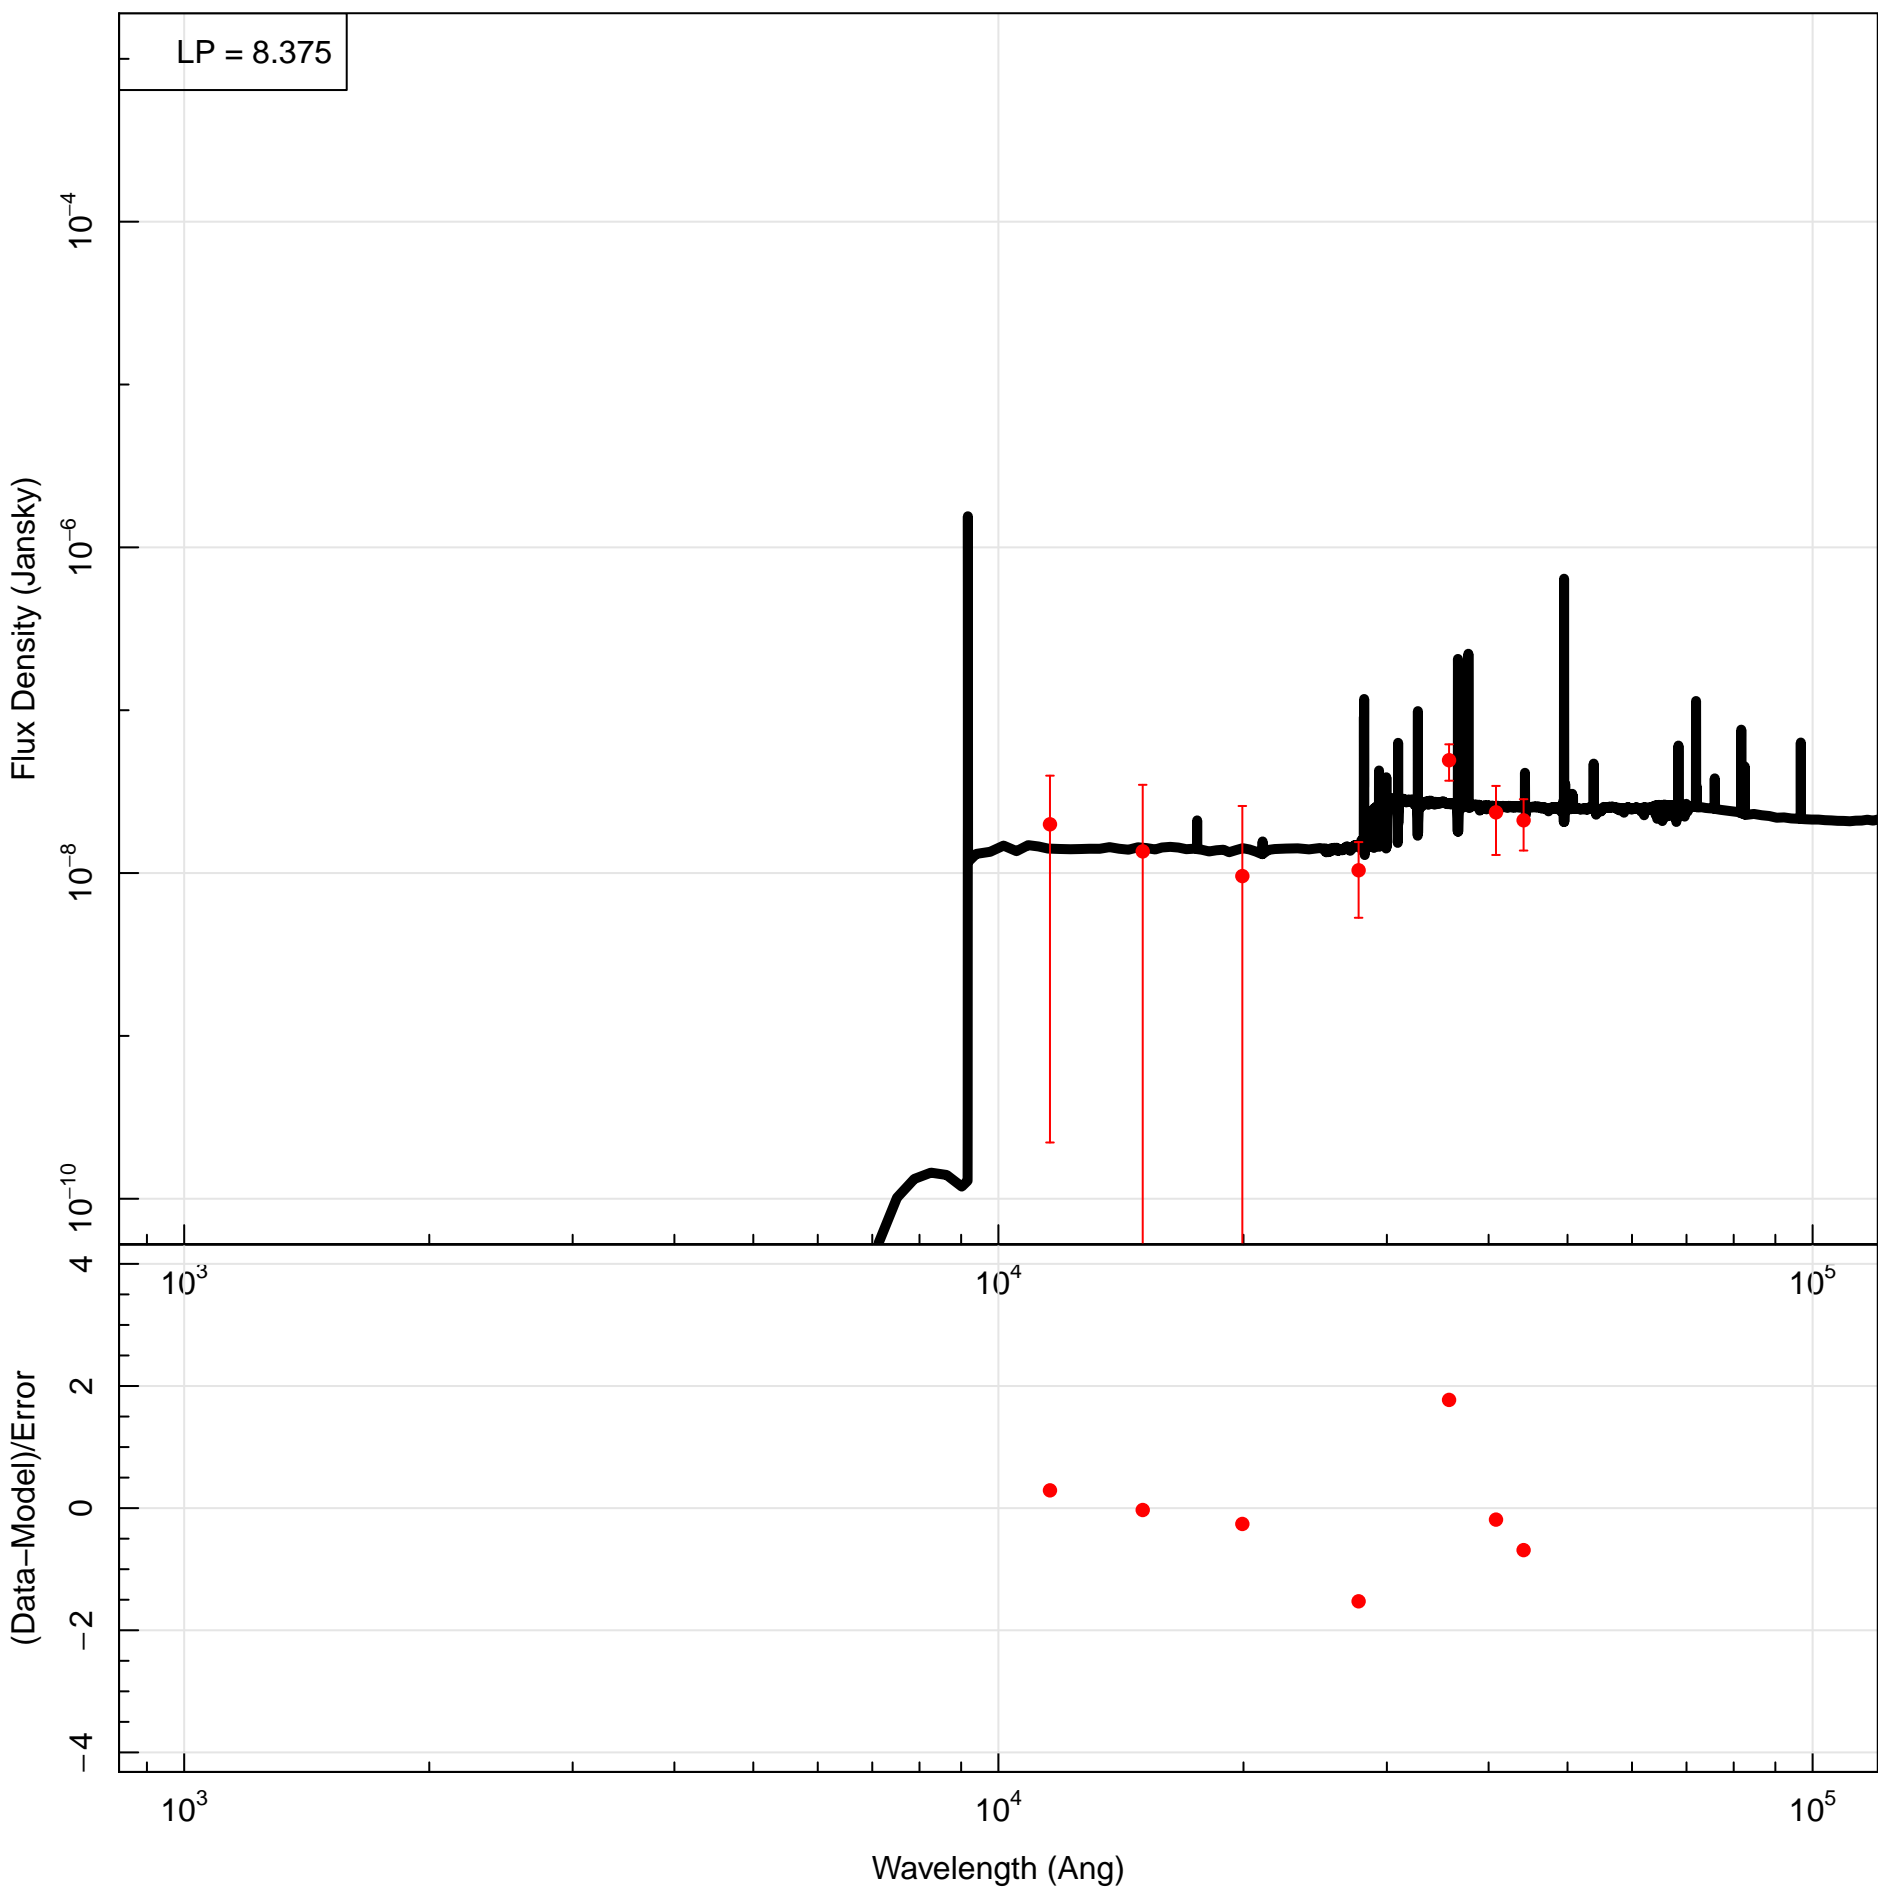 LP = 8.375
Flux Density (Jansky)
10⁻⁴
10⁻⁶
10⁻⁸
10⁻¹⁰
10³ 10⁴ 10⁵
(Data−Model)/Error
4
2
0
−2
−4
10³ 10⁴ 10⁵
Wavelength (Ang)